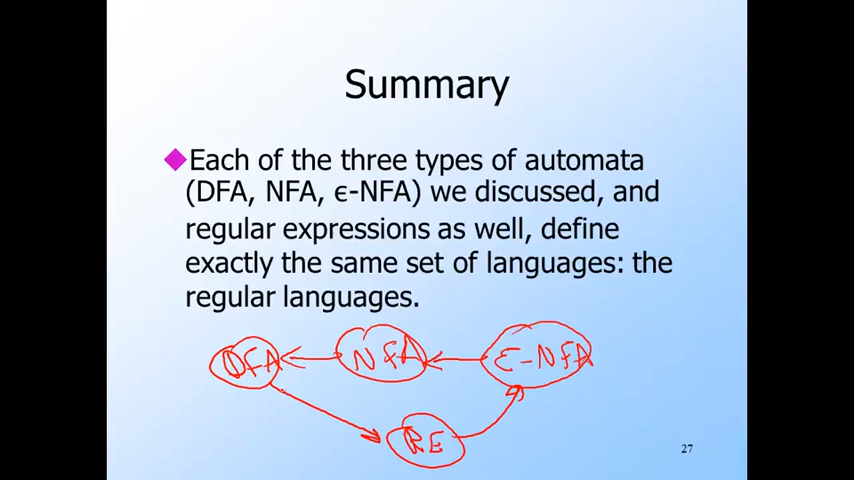 Summary
Each of the three types of automata
(DFA, NFA, ϵ-NFA) we discussed, and
regular expressions as well, define
exactly the same set of languages: the
regular languages.
DFA NFA ε-NFA
RE
27